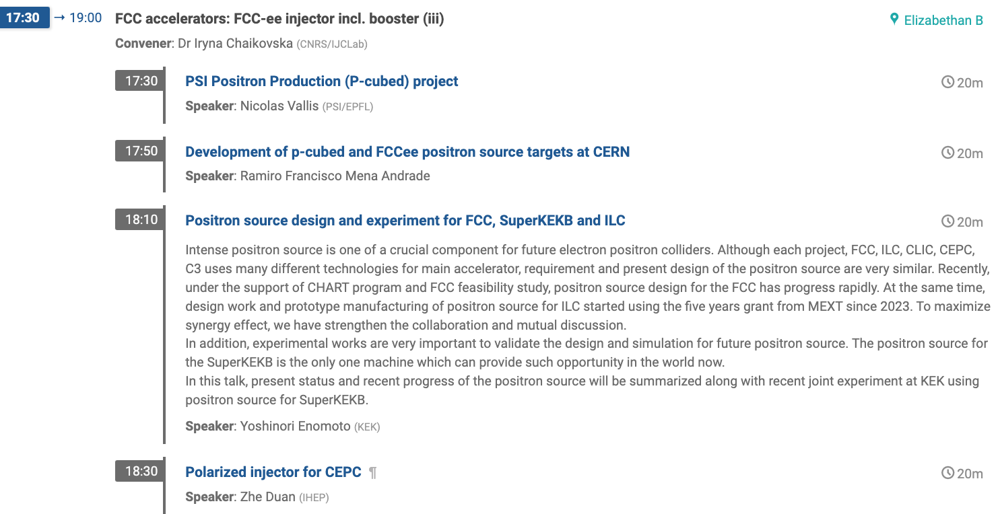 17:30 → 19:00 FCC accelerators: FCC-ee injector incl. booster (iii) Elizabethan B
Convener: Dr Iryna Chaikovska (CNRS/IJCLab)
17:30 PSI Positron Production (P-cubed) project 20m
Speaker: Nicolas Vallis (PSI/EPFL)
17:50 Development of p-cubed and FCCee positron source targets at CERN 20m
Speaker: Ramiro Francisco Mena Andrade
18:10 Positron source design and experiment for FCC, SuperKEKB and ILC 20m
Intense positron source is one of a crucial component for future electron positron colliders. Although each project, FCC, ILC, CLIC, CEPC,
C3 uses many different technologies for main accelerator, requirement and present design of the positron source are very similar. Recently,
under the support of CHART program and FCC feasibility study, positron source design for the FCC has progress rapidly. At the same time,
design work and prototype manufacturing of positron source for ILC started using the five years grant from MEXT since 2023. To maximize
synergy effect, we have strengthen the collaboration and mutual discussion.
In addition, experimental works are very important to validate the design and simulation for future positron source. The positron source for
the SuperKEKB is the only one machine which can provide such opportunity in the world now.
In this talk, present status and recent progress of the positron source will be summarized along with recent joint experiment at KEK using
positron source for SuperKEKB.
Speaker: Yoshinori Enomoto (KEK)
18:30 Polarized injector for CEPC ¶ 20m
Speaker: Zhe Duan (IHEP)